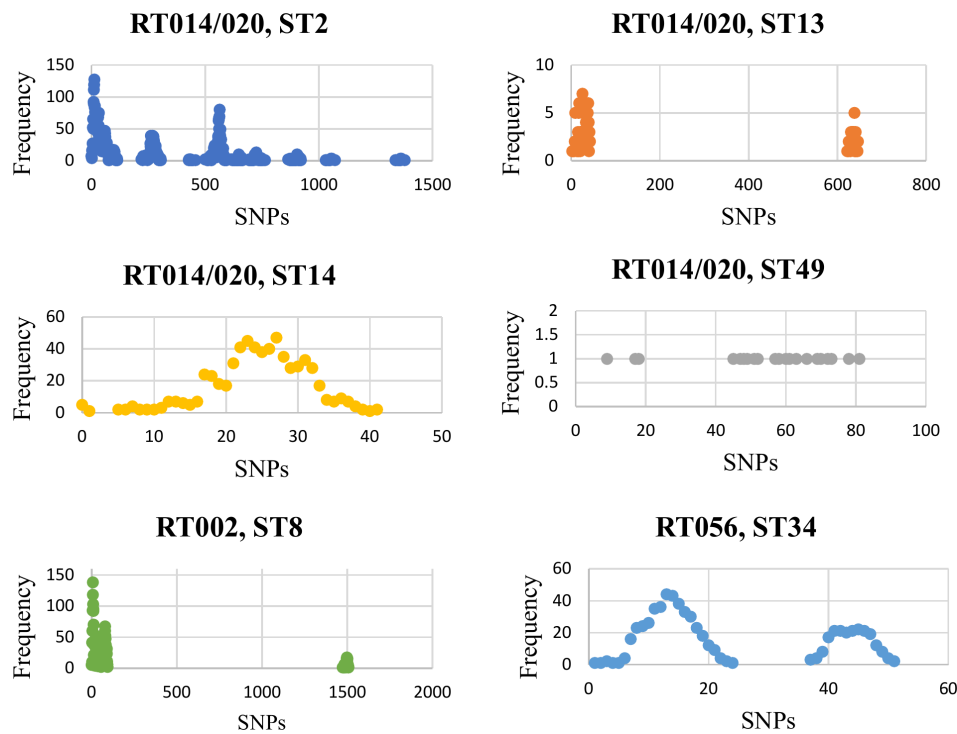 RT014/020, ST2
Frequency
150
100
50
0
0 500 1000 1500
SNPs
RT014/020, ST13
Frequency
10
5
0
0 200 400 600 800
SNPs
RT014/020, ST14
Frequency
60
40
20
0
0 10 20 30 40 50
SNPs
RT014/020, ST49
Frequency
2
1.5
1
0.5
0
0 20 40 60 80 100
SNPs
RT002, ST8
Frequency
150
100
50
0
0 500 1000 1500 2000
SNPs
RT056, ST34
Frequency
60
40
20
0
0 20 40 60
SNPs